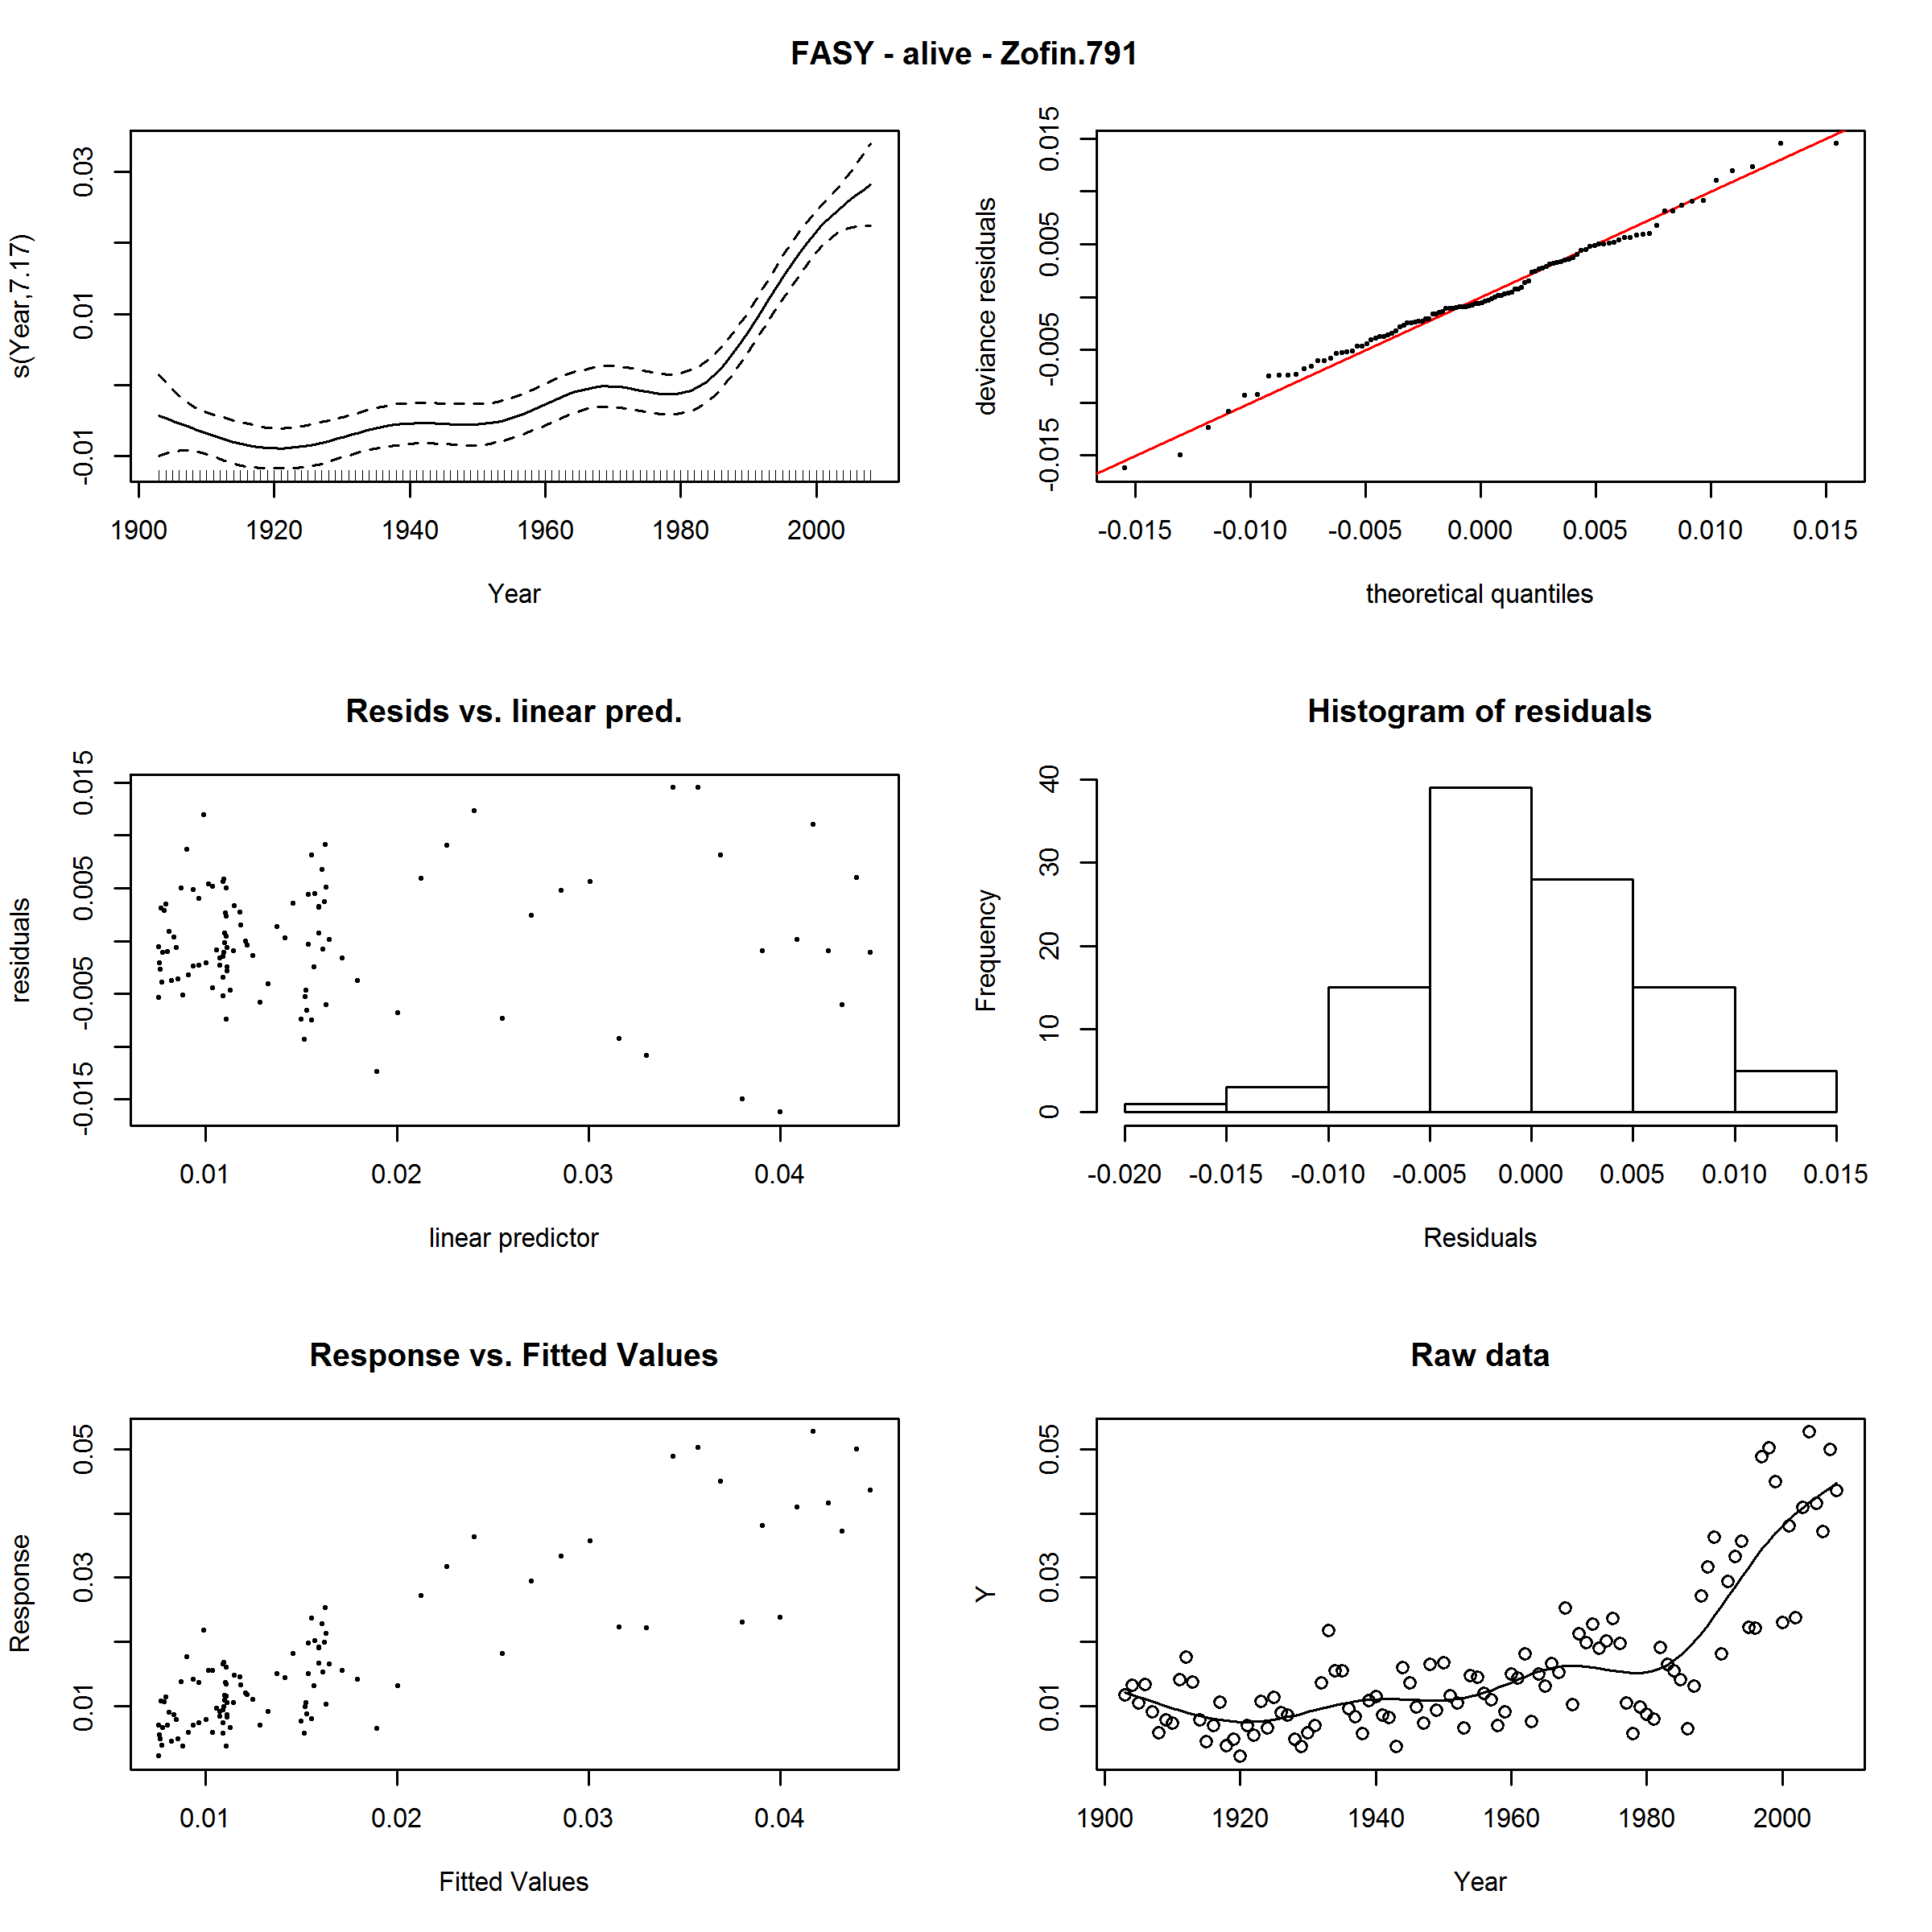 FASY - alive - Zofin.791
s(Year,7.17)
-0.01 0.01 0.03
1900 1920 1940 1960 1980 2000
Year
deviance residuals
-0.015 -0.005 0.005 0.015
-0.015 -0.010 -0.005 0.000 0.005 0.010 0.015
theoretical quantiles
Resids vs. linear pred.
residuals
-0.015 -0.005 0.005 0.015
0.01 0.02 0.03 0.04
linear predictor
Histogram of residuals
Frequency
0 10 20 30 40
-0.020 -0.015 -0.010 -0.005 0.000 0.005 0.010 0.015
Residuals
Response vs. Fitted Values
Response
0.01 0.03 0.05
0.01 0.02 0.03 0.04
Fitted Values
Raw data
Y
0.01 0.03 0.05
1900 1920 1940 1960 1980 2000
Year